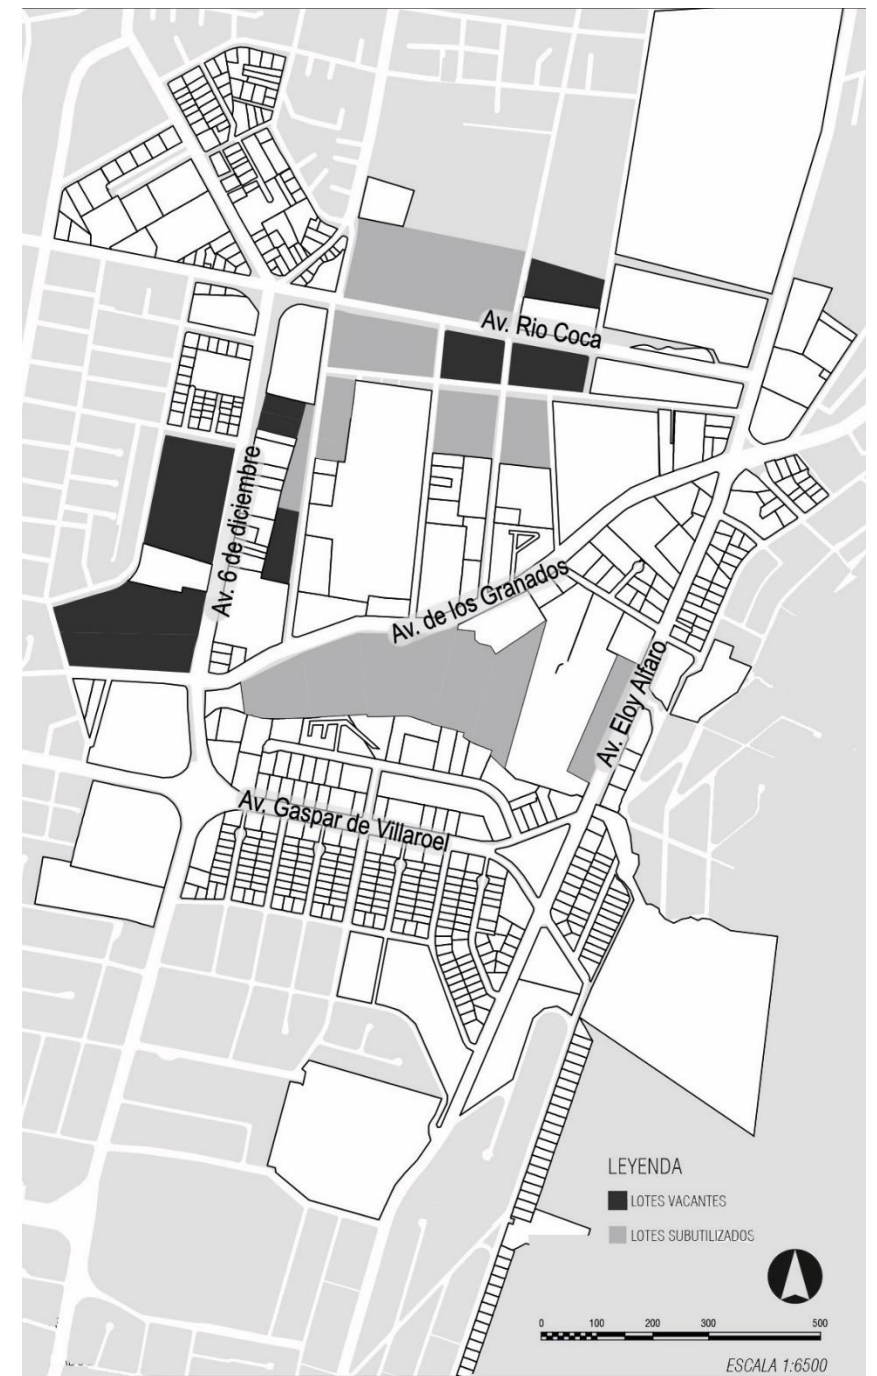 Av. Rio Coca
Av. 6 de diciembre
Av. de los Granados
Av. Eloy Alfaro
Av. Gaspar de Villaroel
LEYENDA
LOTES VACANTES
LOTES SUBUTILIZADOS
0 100 200 300 500
ESCALA 1:6500